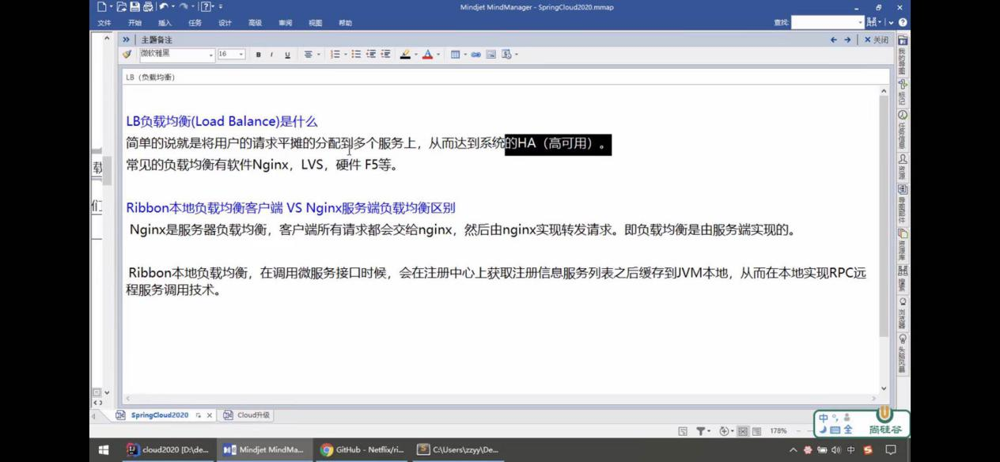 Mindjet MindManager - SpringCloud2020.mmap
文件 开始 插入 任务 设计 高级 审阅 视图 帮助
查找:
主题备注
关闭
微软雅黑 16
LB（负载均衡）
LB负载均衡(Load Balance)是什么
简单的说就是将用户的请求平摊的分配到多个服务上，从而达到系统的HA（高可用）。
常见的负载均衡有软件Nginx，LVS，硬件 F5等。
Ribbon本地负载均衡客户端 VS Nginx服务端负载均衡区别
Nginx是服务器负载均衡，客户端所有请求都会交给nginx，然后由nginx实现转发请求。即负载均衡是由服务端实现的。
Ribbon本地负载均衡，在调用微服务接口时候，会在注册中心上获取注册信息服务列表之后缓存到JVM本地，从而在本地实现RPC远
程服务调用技术。
载
们
我的导图
标记
任务信息
资源
导图部件
资源库
搜索
浏览器
头脑风暴
SpringCloud2020
Cloud升级
178%
中
全
尚硅谷
cloud2020 [D:\de...
Mindjet MindMa...
GitHub - Netflix/ri...
C:\Users\zzyy\De...
中